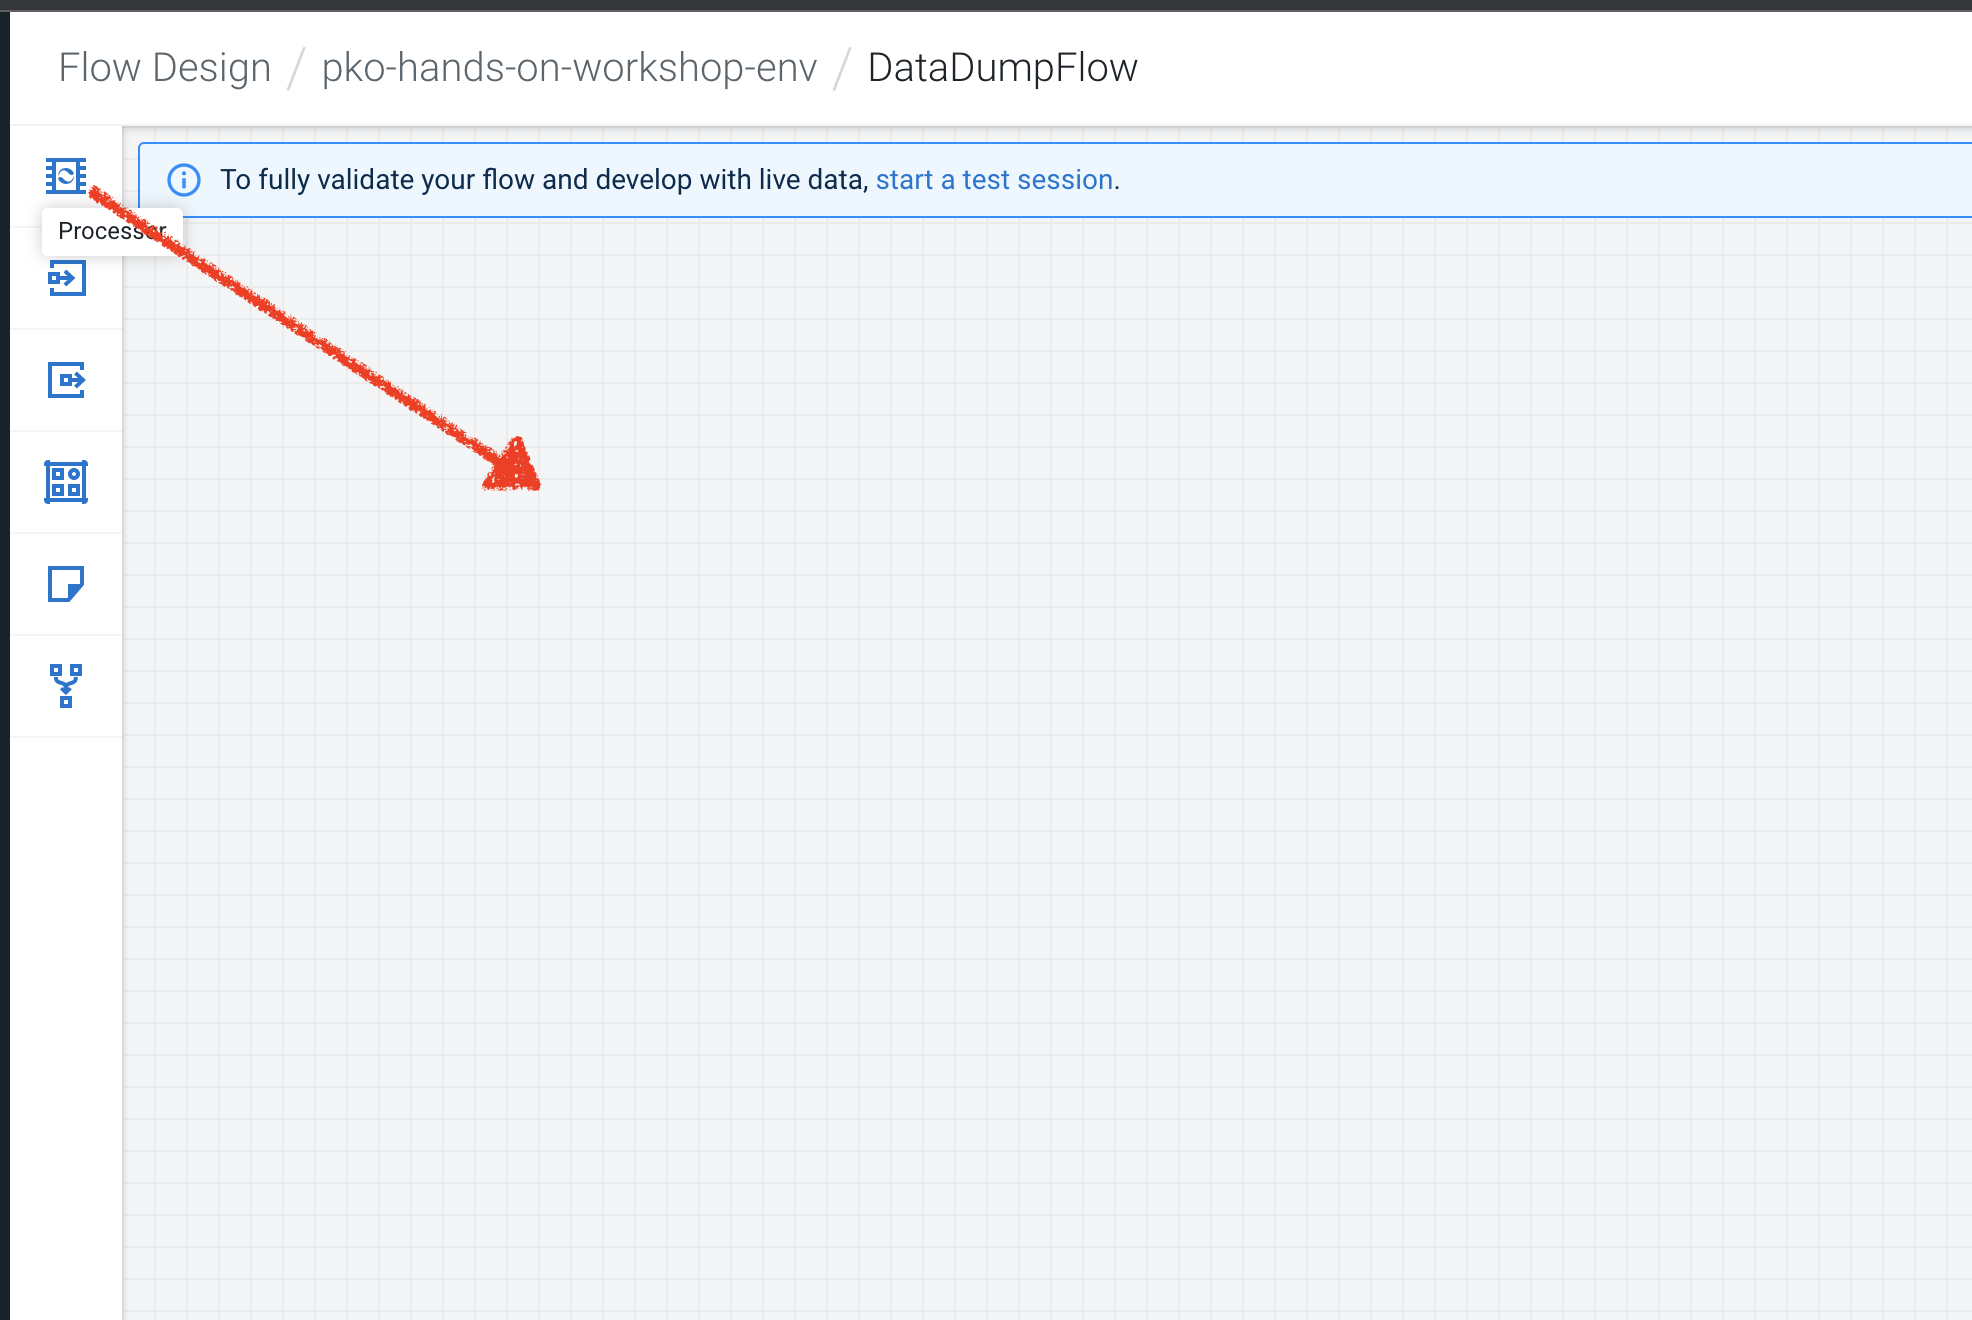 Flow Design / pko-hands-on-workshop-env / DataDumpFlow
To fully validate your flow and develop with live data, start a test session.
Processor